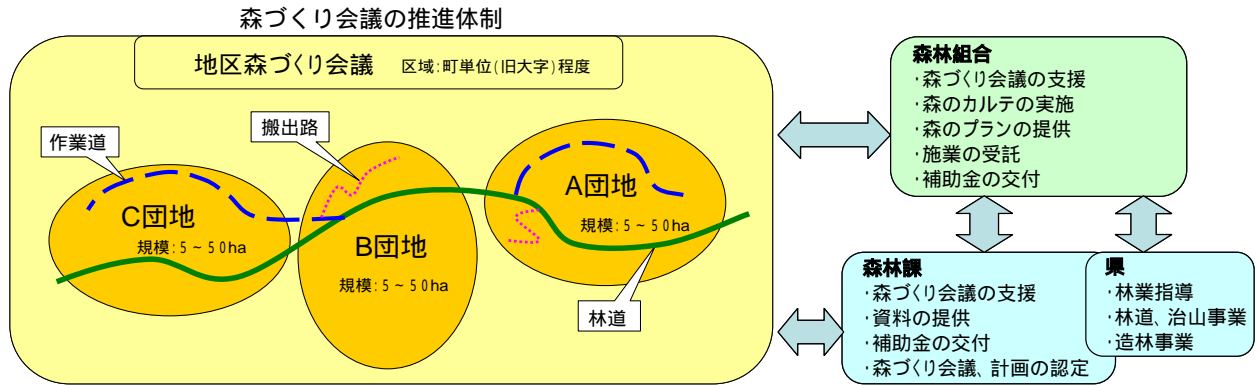 森づくり会議の推進体制
地区森づくり会議　区域:町単位(旧大字)程度
作業道
搬出路
C団地
規模:5~50ha
B団地
規模:5~50ha
A団地
規模:5~50ha
林道
森林組合
・森づくり会議の支援
・森のカルテの実施
・森のプランの提供
・施業の受託
・補助金の交付
森林課
・森づくり会議の支援
・資料の提供
・補助金の交付
・森づくり会議、計画の認定
県
・林業指導
・林道、治山事業
・造林事業